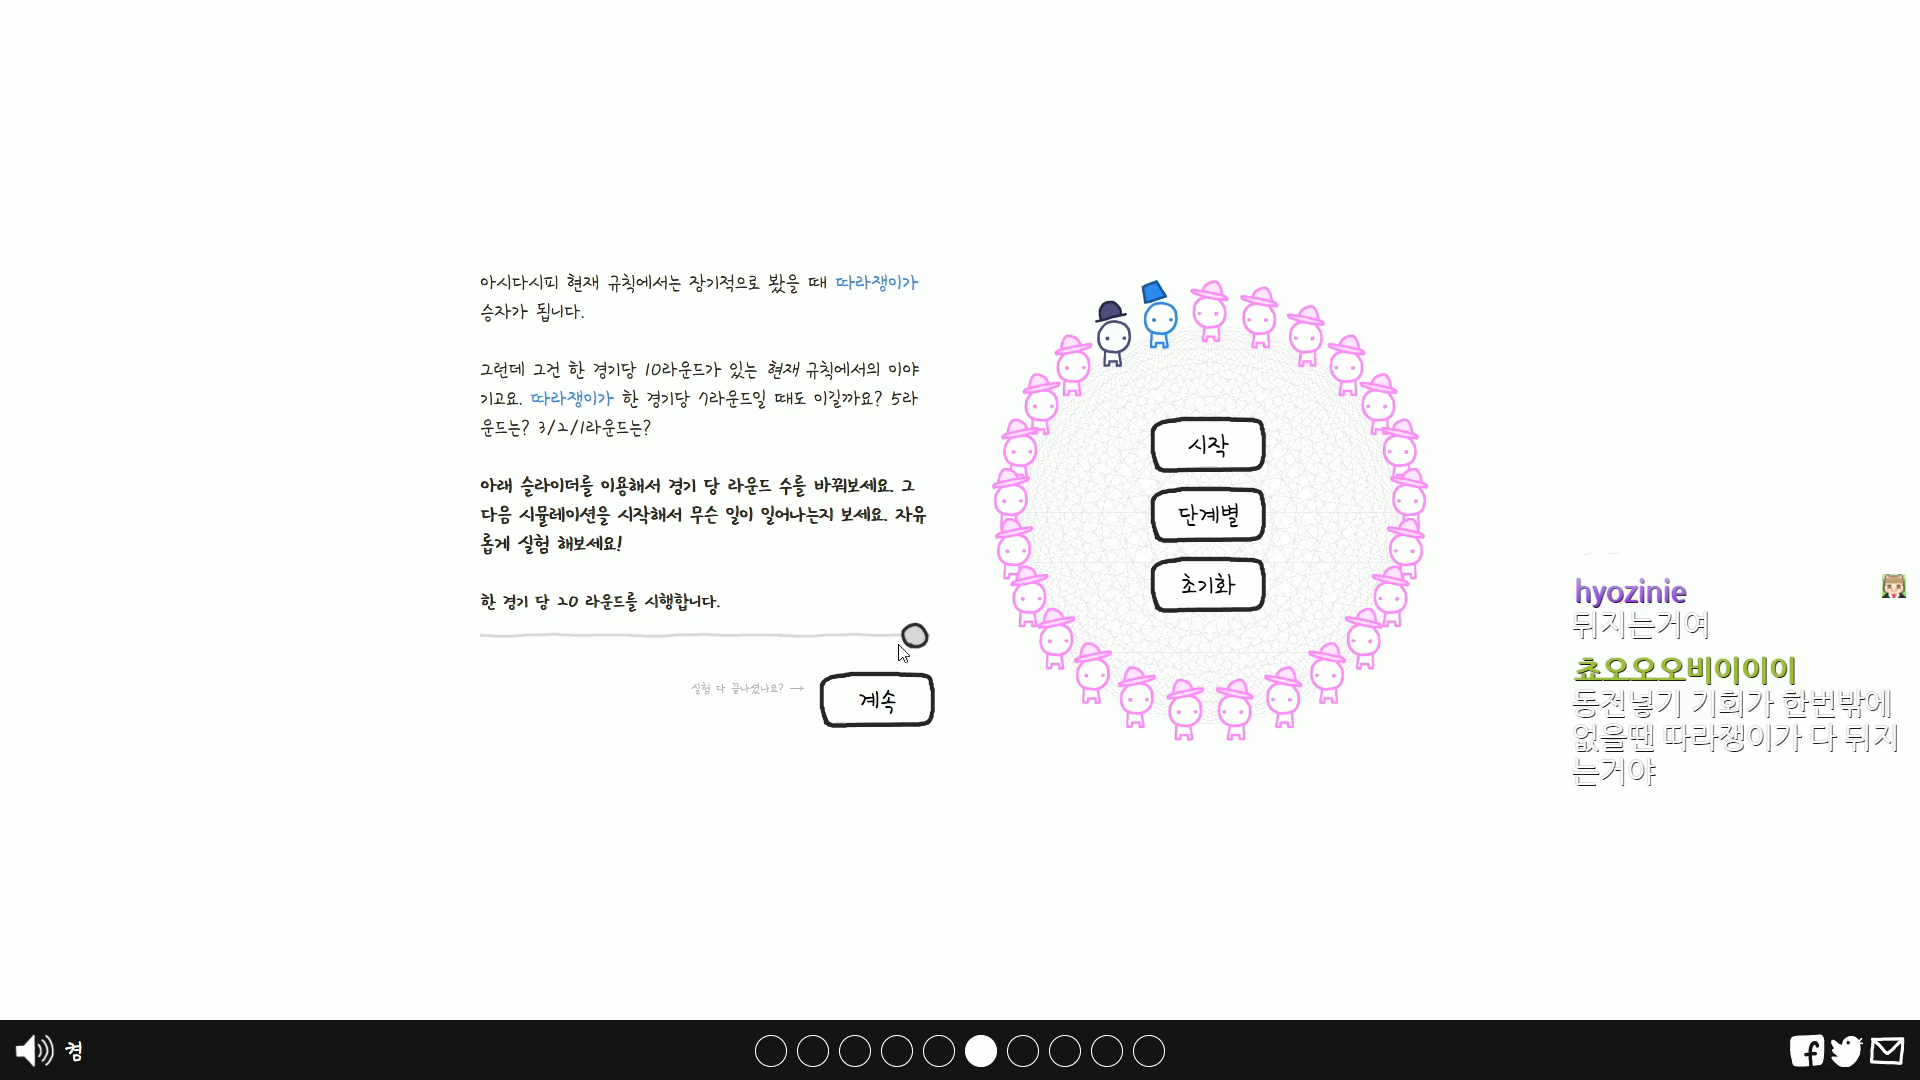 아시다시피 현재 규칙에서는 장기적으로 봤을 때 따라쟁이가
승자가 됩니다.
그런데 그건 한 경기당 10라운드가 있는 현재 규칙에서의 이야
기고요. 따라쟁이가 한 경기당 7라운드일 때도 이길까요? 5라
운드는? 3/2/1라운드는?
아래 슬라이더를 이용해서 경기 당 라운드 수를 바꿔보세요. 그
다음 시뮬레이션을 시작해서 무슨 일이 일어나는지 보세요. 자유
롭게 실험 해보세요!
한 경기 당 20 라운드를 시행합니다.
실험 다 끝나셨나요? →
계속
시작
단계별
초기화
hyozinie
뒤지는거여
쵸오오오비이이이
동전넣기 기회가 한번밖에
없을땐 따라쟁이가 다 뒤지
는거야
켬